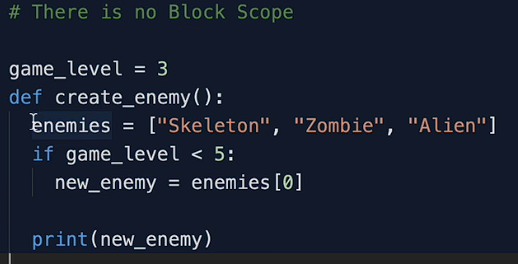 # There is no Block Scope
game_level = 3
def create_enemy():
enemies = ["Skeleton", "Zombie", "Alien"]
if game_level < 5:
new_enemy = enemies[0]
print(new_enemy)